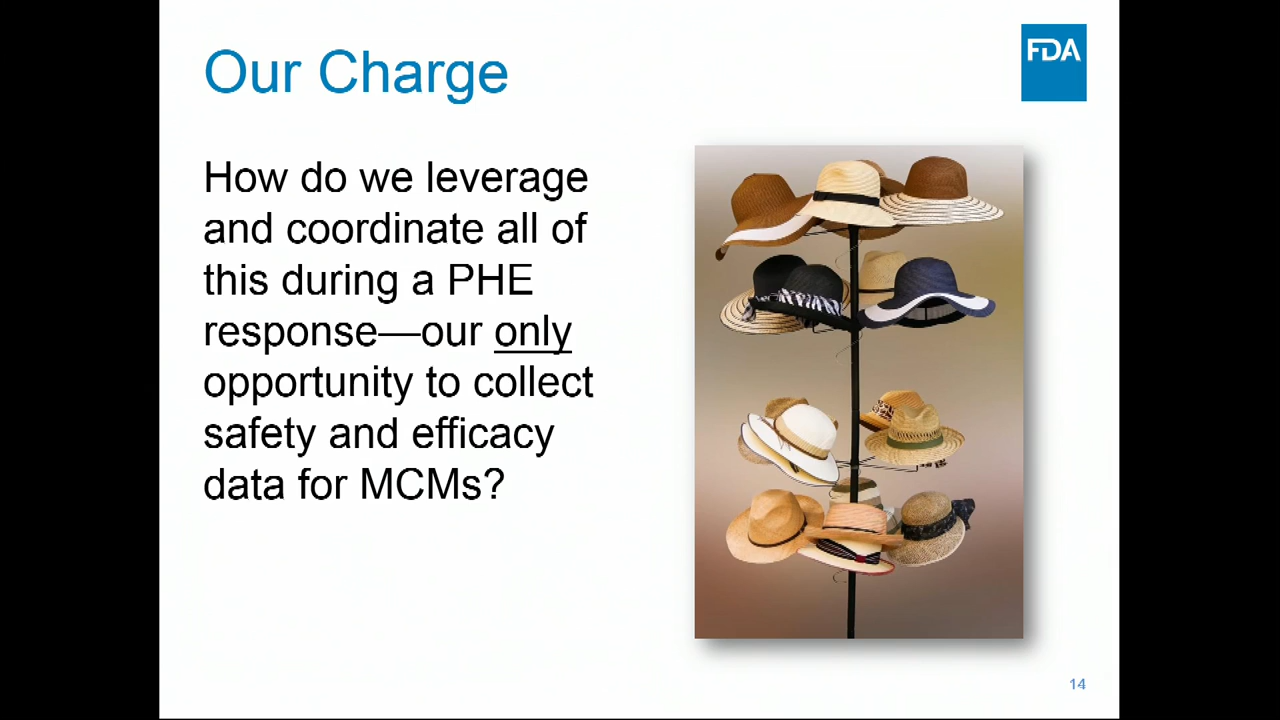 Our Charge
FDA
How do we leverage
and coordinate all of
this during a PHE
response—our only
opportunity to collect
safety and efficacy
data for MCMs?
14